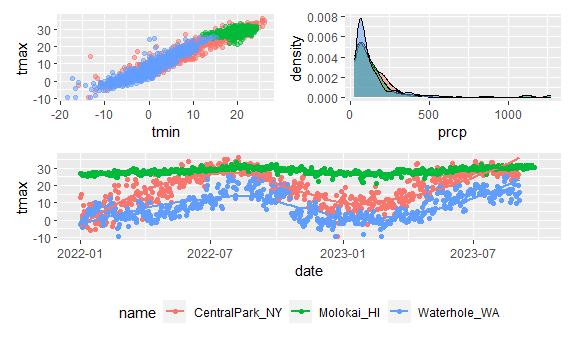 tmax
30
20
10
0
-10
-20 -10 0 10 20
tmin
density
0.008
0.006
0.004
0.002
0.000
0 500 1000
prcp
tmax
30
20
10
0
-10
2022-01 2022-07 2023-01 2023-07
date
name CentralPark_NY Molokai_HI Waterhole_WA